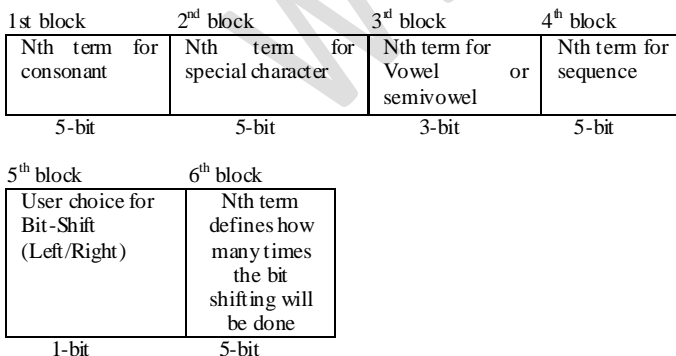 1st block 2nd block 3rd block 4th block
Nth term for consonant Nth term for special character Nth term for Vowel or semivowel Nth term for sequence
5-bit 5-bit 3-bit 5-bit
5th block 6th block
User choice for Bit-Shift (Left/Right) Nth term defines how many times the bit shifting will be done
1-bit 5-bit